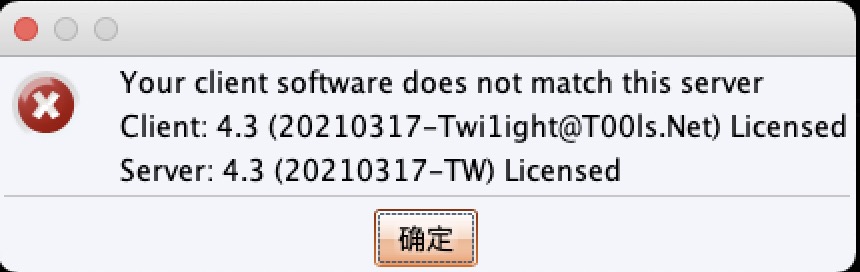 Your client software does not match this server
Client: 4.3 (20210317-Twi1ight@T00ls.Net) Licensed
Server: 4.3 (20210317-TW) Licensed
确定